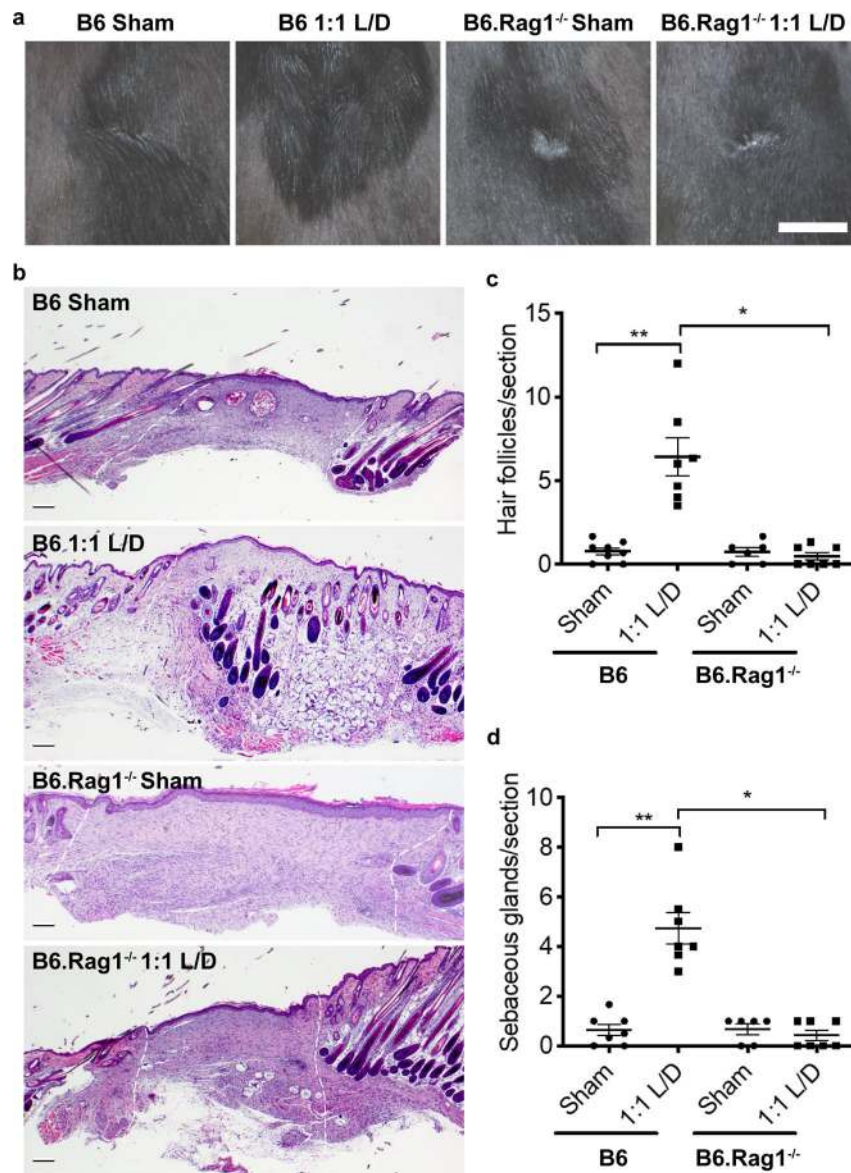 a
B6 Sham
B6 1:1 L/D
B6.Rag1-/- Sham
B6.Rag1-/- 1:1 L/D
b
B6 Sham
B6 1:1 L/D
B6.Rag1-/- Sham
B6.Rag1-/- 1:1 L/D
c
Hair follicles/section
15
10
5
0
**
*
Sham
1:1 L/D
Sham
1:1 L/D
B6
B6.Rag1-/-
d
Sebaceous glands/section
10
8
6
4
2
0
**
*
Sham
1:1 L/D
Sham
1:1 L/D
B6
B6.Rag1-/-